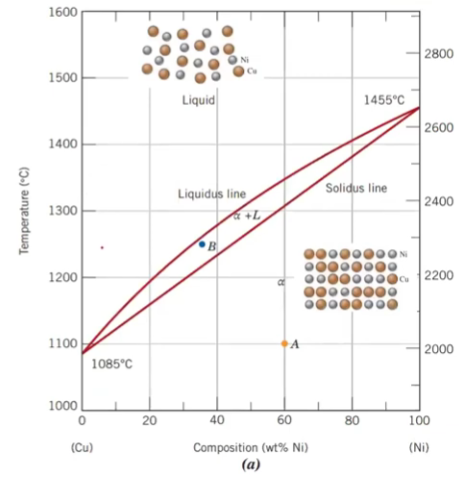 1600
1500
1400
1300
1200
1100
1000
Temperature (°C)
2800
2600
2400
2200
2000
Ni
Cu
Liquid
1455°C
Liquidus line
Solidus line
α + L
B
Ni
Cu
α
A
1085°C
0 20 40 60 80 100
(Cu) Composition (wt% Ni) (Ni)
(a)